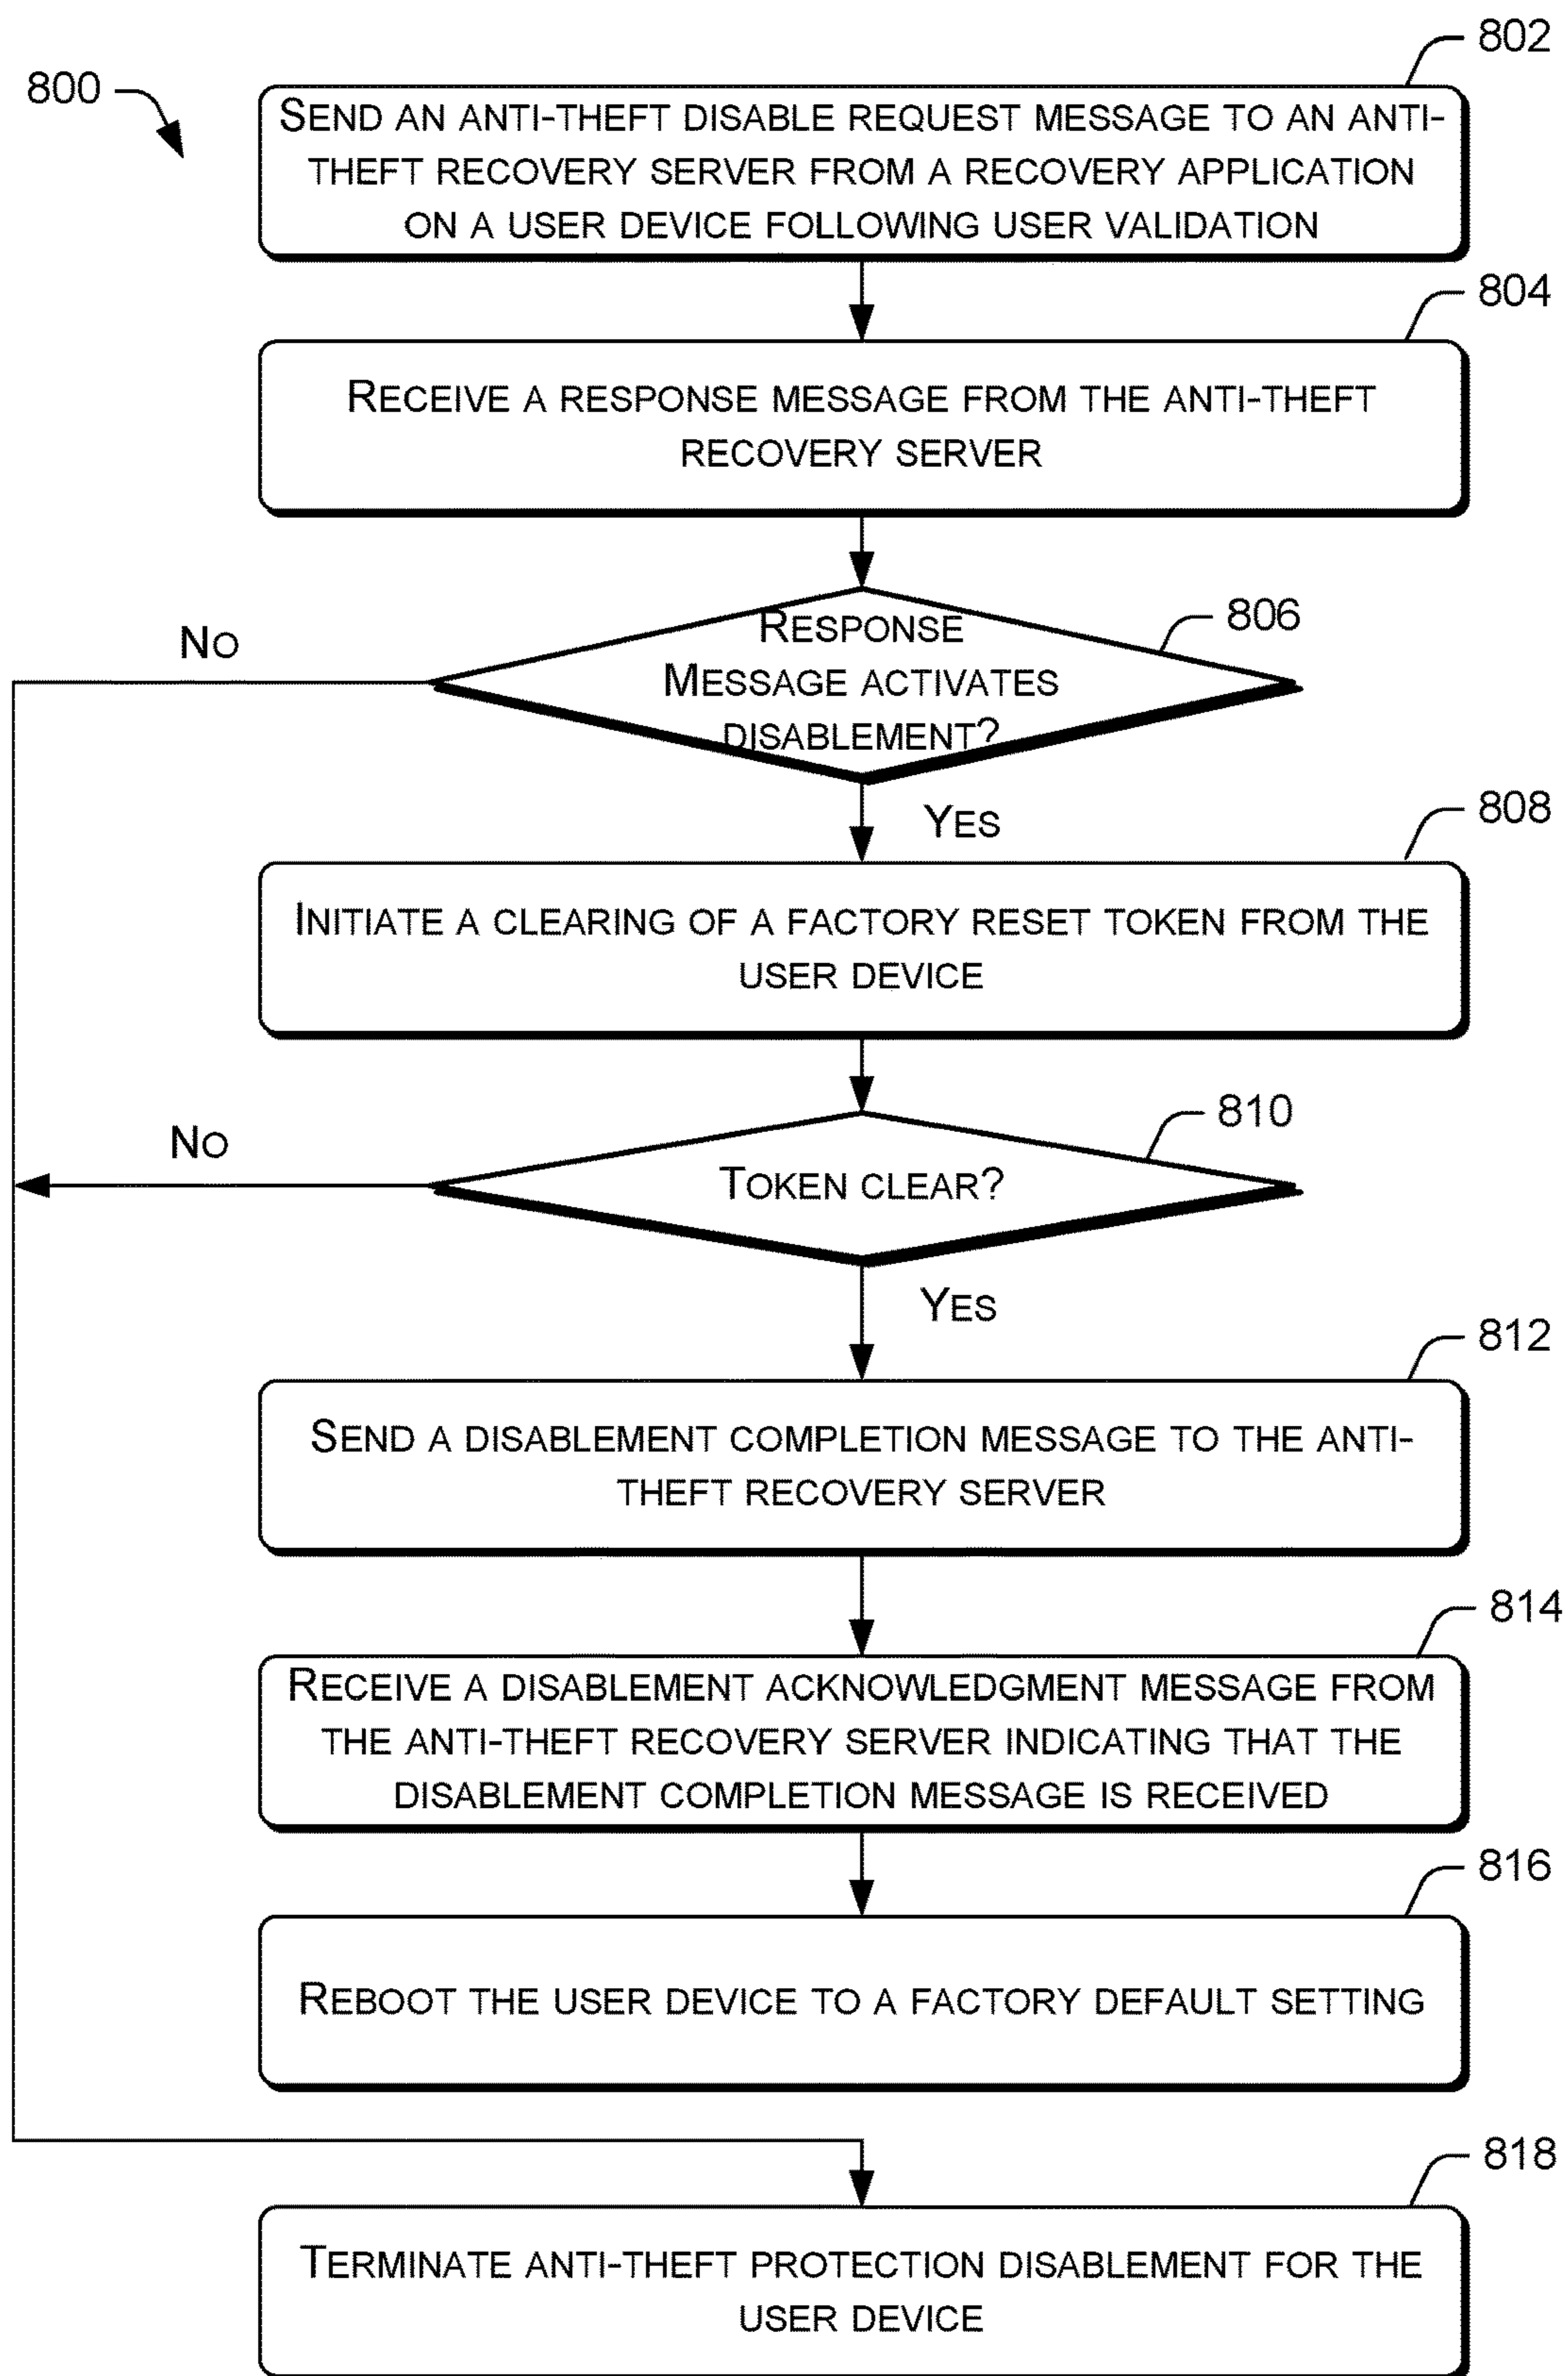 800
802
SEND AN ANTI-THEFT DISABLE REQUEST MESSAGE TO AN ANTI-
THEFT RECOVERY SERVER FROM A RECOVERY APPLICATION
ON A USER DEVICE FOLLOWING USER VALIDATION
804
RECEIVE A RESPONSE MESSAGE FROM THE ANTI-THEFT
RECOVERY SERVER
806
RESPONSE
MESSAGE ACTIVATES
DISABLEMENT?
NO
YES
808
INITIATE A CLEARING OF A FACTORY RESET TOKEN FROM THE
USER DEVICE
810
TOKEN CLEAR?
NO
YES
812
SEND A DISABLEMENT COMPLETION MESSAGE TO THE ANTI-
THEFT RECOVERY SERVER
814
RECEIVE A DISABLEMENT ACKNOWLEDGMENT MESSAGE FROM
THE ANTI-THEFT RECOVERY SERVER INDICATING THAT THE
DISABLEMENT COMPLETION MESSAGE IS RECEIVED
816
REBOOT THE USER DEVICE TO A FACTORY DEFAULT SETTING
818
TERMINATE ANTI-THEFT PROTECTION DISABLEMENT FOR THE
USER DEVICE